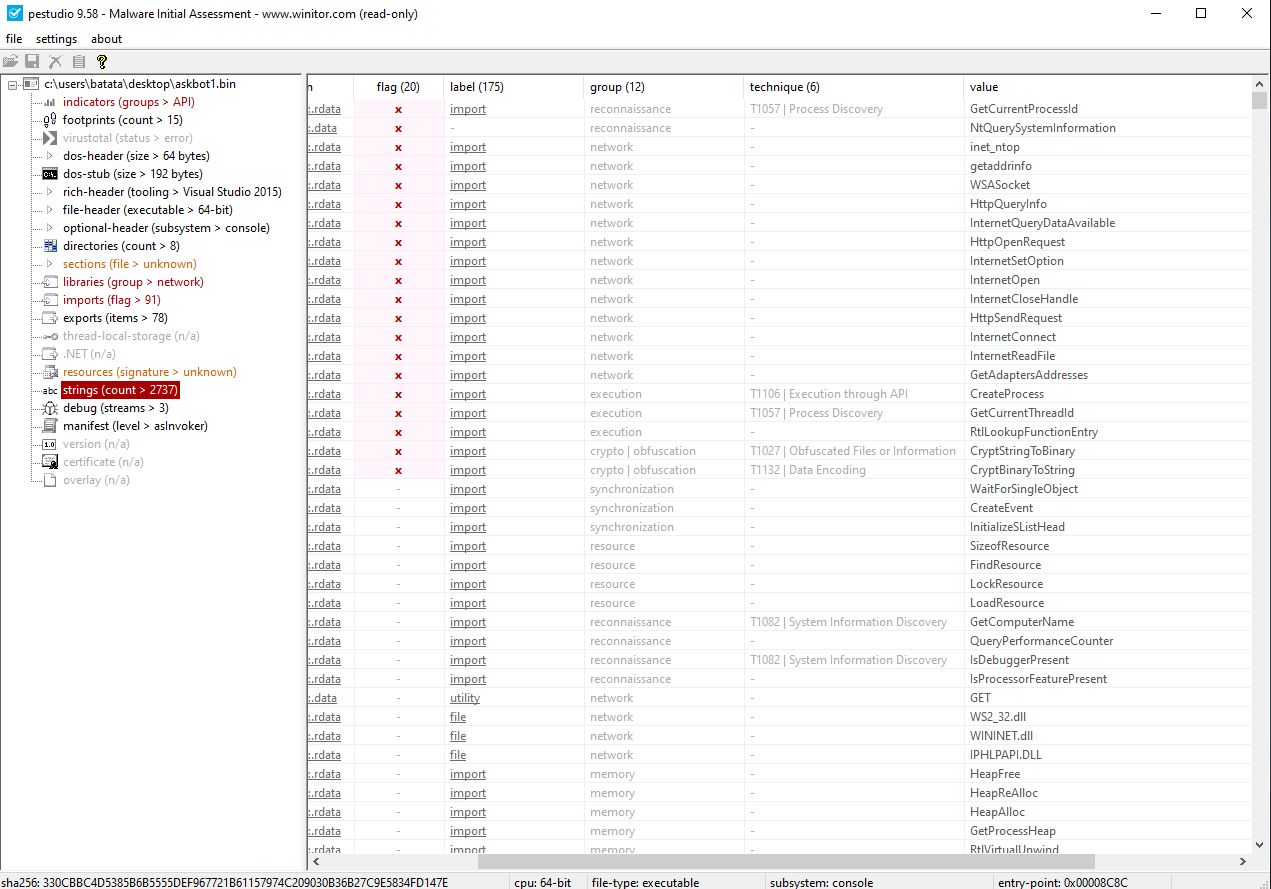 pestudio 9.58 - Malware Initial Assessment - www.winitor.com (read-only)
file settings about
c:\users\batata\desktop\askbot1.bin
indicators (groups > API)
footprints (count > 15)
virustotal (status > error)
dos-header (size > 64 bytes)
dos-stub (size > 192 bytes)
rich-header (tooling > Visual Studio 2015)
file-header (executable > 64-bit)
optional-header (subsystem > console)
directories (count > 8)
sections (file > unknown)
libraries (group > network)
imports (flag > 91)
exports (items > 78)
thread-local-storage (n/a)
.NET (n/a)
resources (signature > unknown)
abc strings (count > 2737)
debug (streams > 3)
manifest (level > asInvoker)
1.0 version (n/a)
certificate (n/a)
overlay (n/a)
n flag (20) label (175) group (12) technique (6) value
:.rdata x import reconnaissance T1057 | Process Discovery GetCurrentProcessId
:.data x - reconnaissance - NtQuerySystemInformation
:.rdata x import network - inet_ntop
:.rdata x import network - getaddrinfo
:.rdata x import network - WSASocket
:.rdata x import network - HttpQueryInfo
:.rdata x import network - InternetQueryDataAvailable
:.rdata x import network - HttpOpenRequest
:.rdata x import network - InternetSetOption
:.rdata x import network - InternetOpen
:.rdata x import network - InternetCloseHandle
:.rdata x import network - HttpSendRequest
:.rdata x import network - InternetConnect
:.rdata x import network - InternetReadFile
:.rdata x import network - GetAdaptersAddresses
:.rdata x import execution T1106 | Execution through API CreateProcess
:.rdata x import execution T1057 | Process Discovery GetCurrentThreadId
:.rdata x import execution - RtlLookupFunctionEntry
:.rdata x import crypto | obfuscation T1027 | Obfuscated Files or Information CryptStringToBinary
:.rdata x import crypto | obfuscation T1132 | Data Encoding CryptBinaryToString
:.rdata - import synchronization - WaitForSingleObject
:.rdata - import synchronization - CreateEvent
:.rdata - import synchronization - InitializeSListHead
:.rdata - import resource - SizeofResource
:.rdata - import resource - FindResource
:.rdata - import resource - LockResource
:.rdata - import resource - LoadResource
:.rdata - import reconnaissance T1082 | System Information Discovery GetComputerName
:.rdata - import reconnaissance - QueryPerformanceCounter
:.rdata - import reconnaissance T1082 | System Information Discovery IsDebuggerPresent
:.rdata - import reconnaissance - IsProcessorFeaturePresent
:.data - utility network - GET
:.rdata - file network - WS2_32.dll
:.rdata - file network - WININET.dll
:.rdata - file network - IPHLPAPI.DLL
:.rdata - import memory - HeapFree
:.rdata - import memory - HeapReAlloc
:.rdata - import memory - HeapAlloc
:.rdata - import memory - GetProcessHeap
:.rdata - import memory - RtlVirtualUnwind
sha256: 330CBBC4D5385B6B5555DEF967721B61157974C209030B36B27C9E5834FD147E cpu: 64-bit file-type: executable subsystem: console entry-point: 0x00008C8C